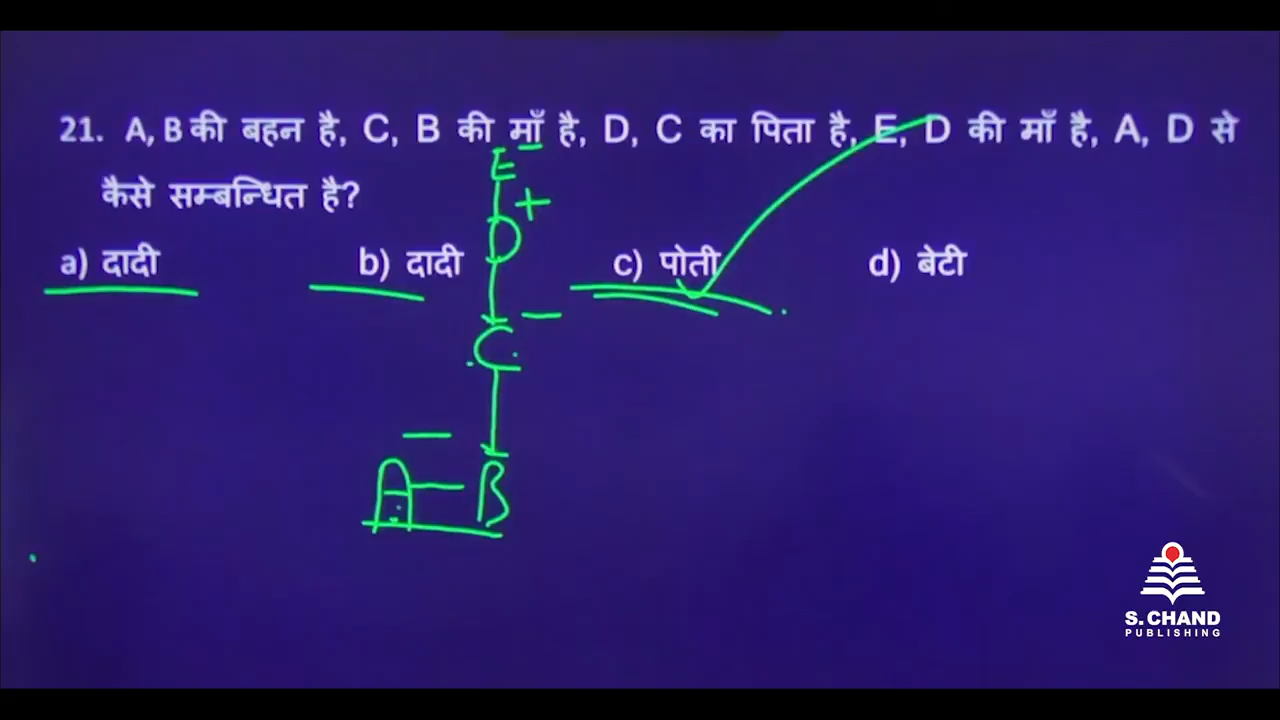 21. A, B की बहन है, C, B की माँ है, D, C का पिता है, E, D की माँ है, A, D से
कैसे सम्बन्धित है?
E
+
D
a) दादी b) दादी c) पोती d) बेटी
C
A B
S. CHAND
PUBLISHING